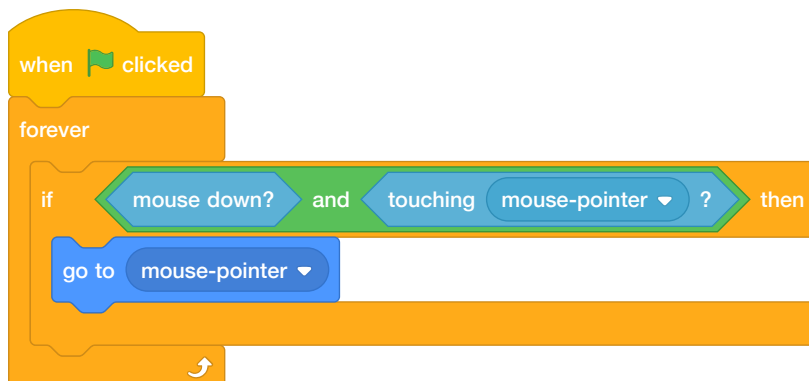 when clicked
forever
if mouse down? and touching mouse-pointer ? then
go to mouse-pointer